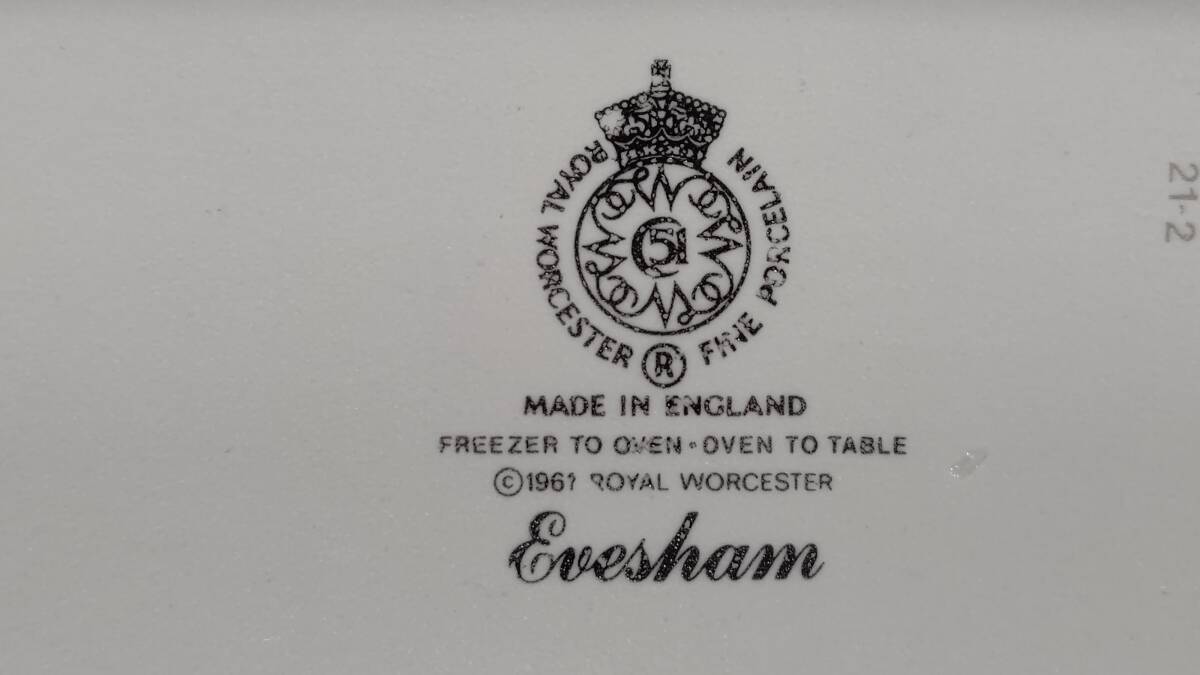 ROYAL WORCESTER ® FINE PORCELAIN
51
MADE IN ENGLAND
FREEZER TO OVEN • OVEN TO TABLE
©1961 ROYAL WORCESTER
Evesham
21-2